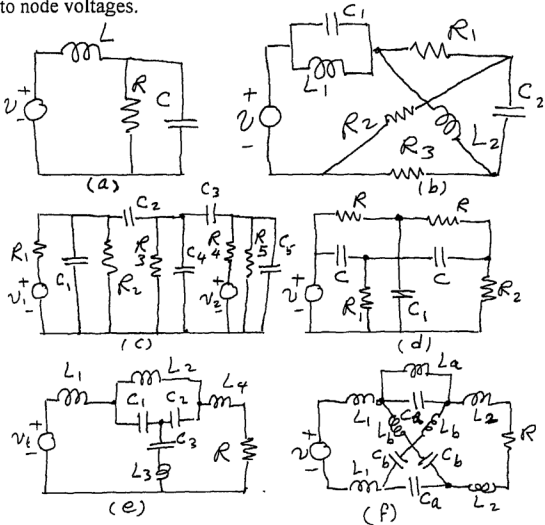 to node voltages.
L
+
v
-
R
C
(a)
C1
L1
R1
+
v
-
R2
L2
C2
R3
(b)
C2
C3
R1
C1
R2
R3
C4
R4
R5
C5
+
v1
-
+
v2
-
(c)
R
R
C
C
+
v
-
R1
C1
R2
(d)
L1
L2
L4
C1
C2
+
vt
-
C3
L3
R
(e)
La
L1
Ca
L2
Lb
Lb
+
v
-
Cb
Cb
R
L1
Ca
L2
(f)